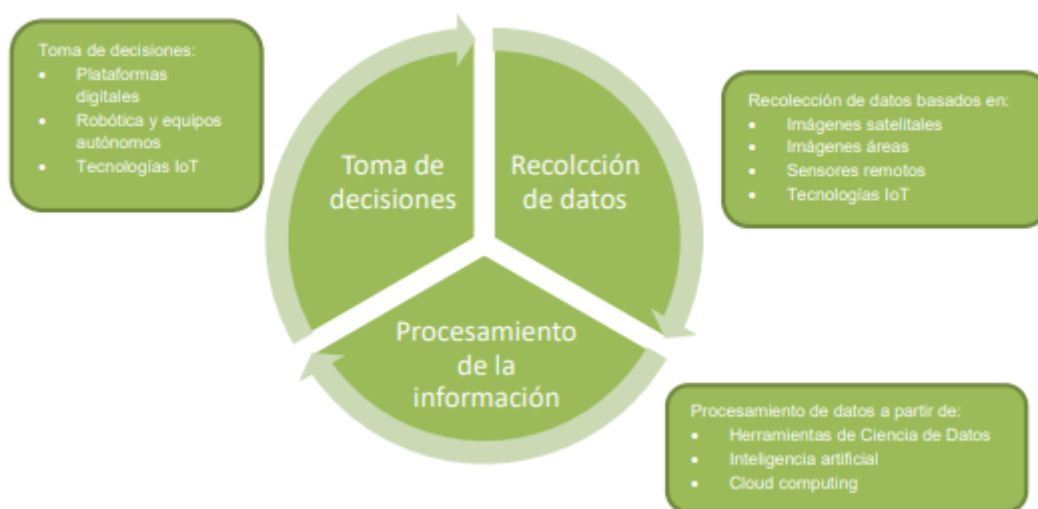 Toma de decisiones:
• Plataformas
digitales
• Robótica y equipos
autónomos
• Tecnologías IoT
Toma de
decisiones
Recolcción
de datos
Recolección de datos basados en:
• Imágenes satelitales
• Imágenes áreas
• Sensores remotos
• Tecnologías IoT
Procesamiento
de la
información
Procesamiento de datos a partir de:
• Herramientas de Ciencia de Datos
• Inteligencia artificial
• Cloud computing